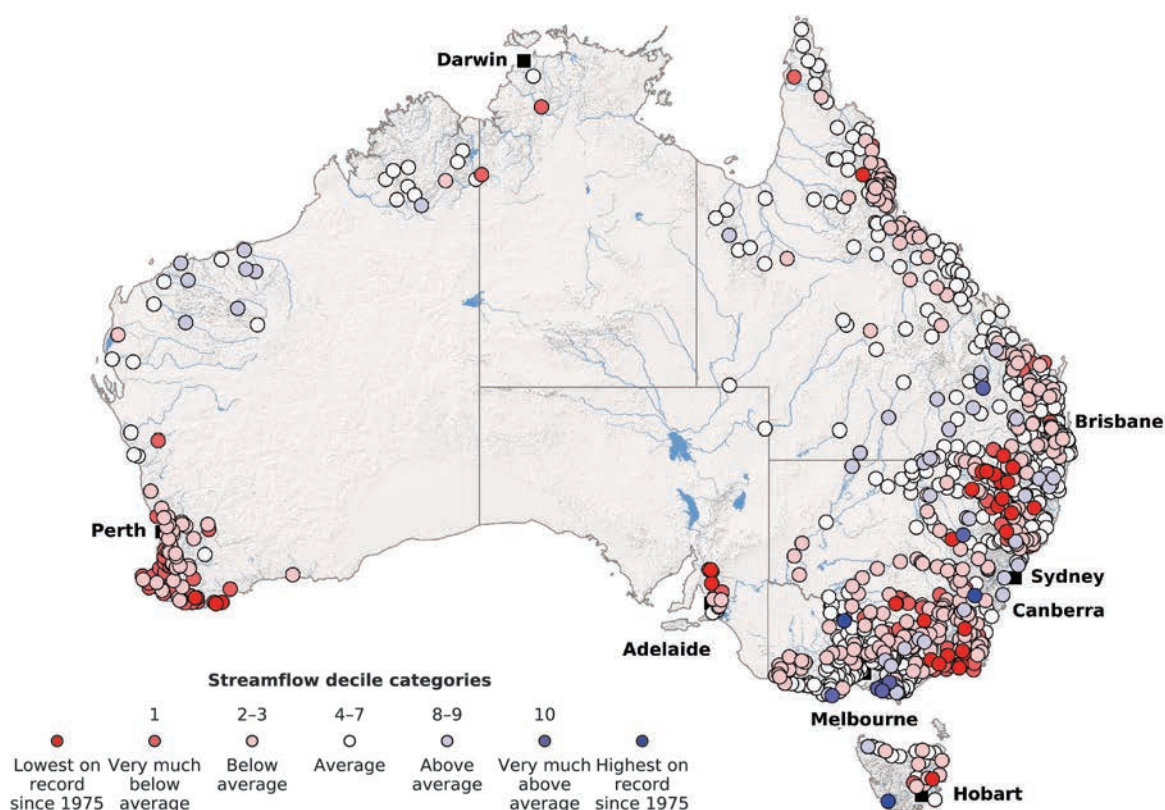 Darwin
Brisbane
Perth
Sydney
Canberra
Adelaide
Streamflow decile categories
1 2–3 4–7 8–9 10
Lowest on Very much Below Average Above Very much Highest on
record below average average above record
since 1975 average average since 1975
Melbourne
Hobart